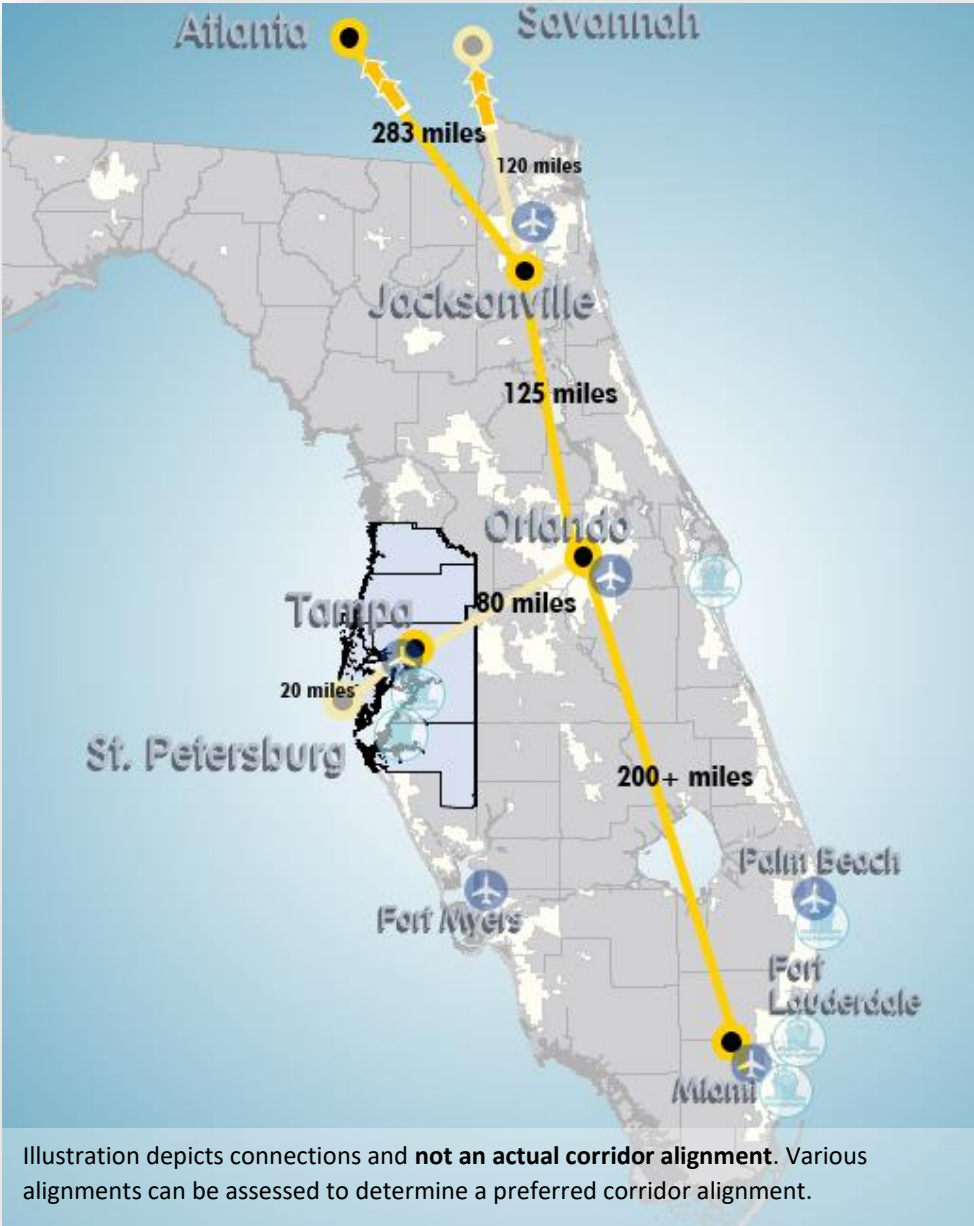 Atlanta
Savannah
283 miles
120 miles
Jacksonville
125 miles
Orlando
80 miles
Tampa
20 miles
St. Petersburg
200+ miles
Palm Beach
Fort Myers
Fort
Lauderdale
Miami
Illustration depicts connections and not an actual corridor alignment. Various
alignments can be assessed to determine a preferred corridor alignment.